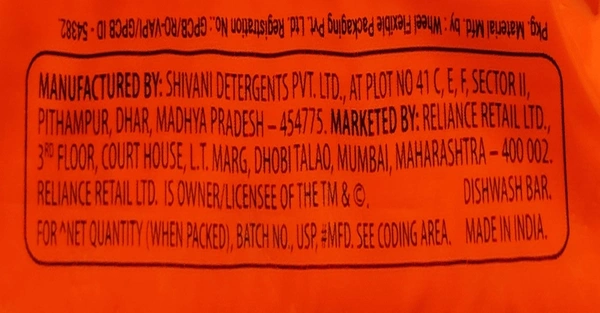 Pkg. Material Mfd. by : Wheel Flexible Packaging Pvt. Ltd. Registration No.: GPCB/RO-VAPI/GPCB ID - 54382
MANUFACTURED BY: SHIVANI DETERGENTS PVT. LTD., AT PLOT NO 41 C, E, F, SECTOR II,
PITHAMPUR, DHAR, MADHYA PRADESH – 454775. MARKETED BY: RELIANCE RETAIL LTD.,
3RD FLOOR, COURT HOUSE, L.T. MARG, DHOBI TALAO, MUMBAI, MAHARASHTRA – 400 002.
RELIANCE RETAIL LTD. IS OWNER/LICENSEE OF THE TM & ©. DISHWASH BAR.
FOR ^NET QUANTITY (WHEN PACKED), BATCH NO., USP, #MFD. SEE CODING AREA. MADE IN INDIA.